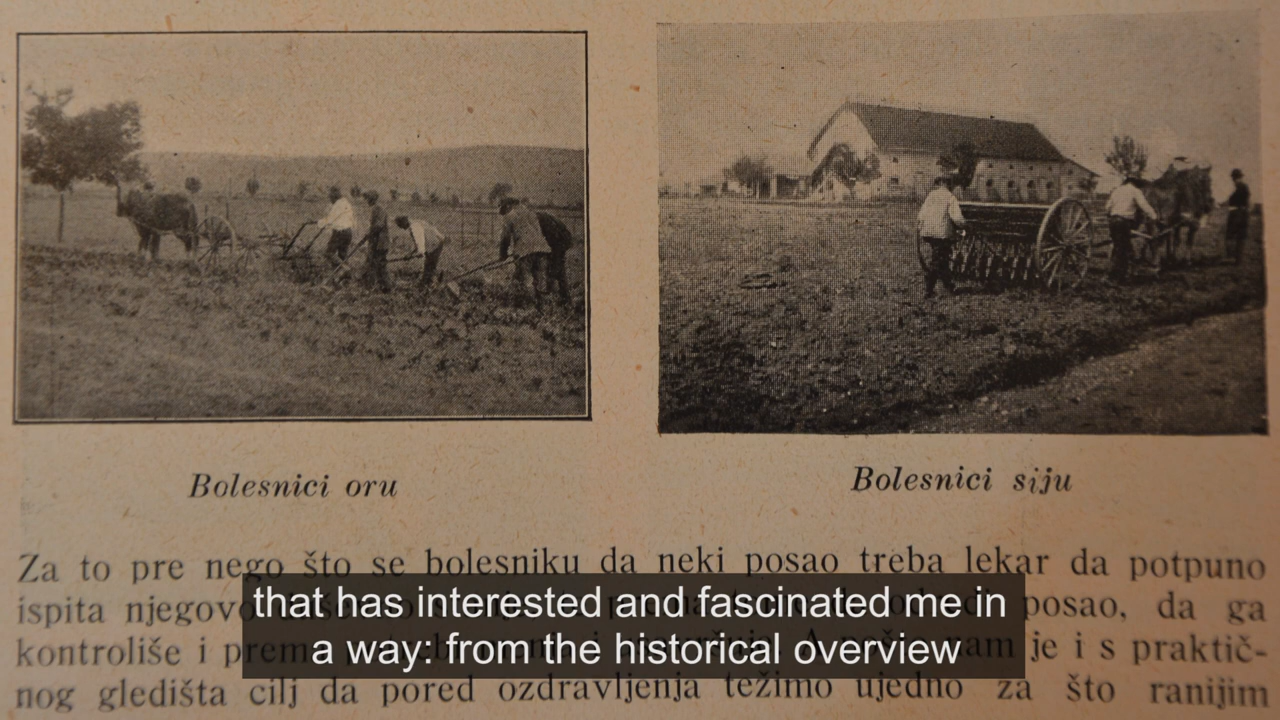 Bolesnici oru
Bolesnici siju
Za to pre nego što se bolesniku da neki posao treba lekar da potpuno
ispita njegovo posao, da ga
kontroliše i prema je i s praktič-
nog gledišta cilj da pored ozdravljenja težimo ujedno za što ranijim
that has interested and fascinated me in
a way: from the historical overview